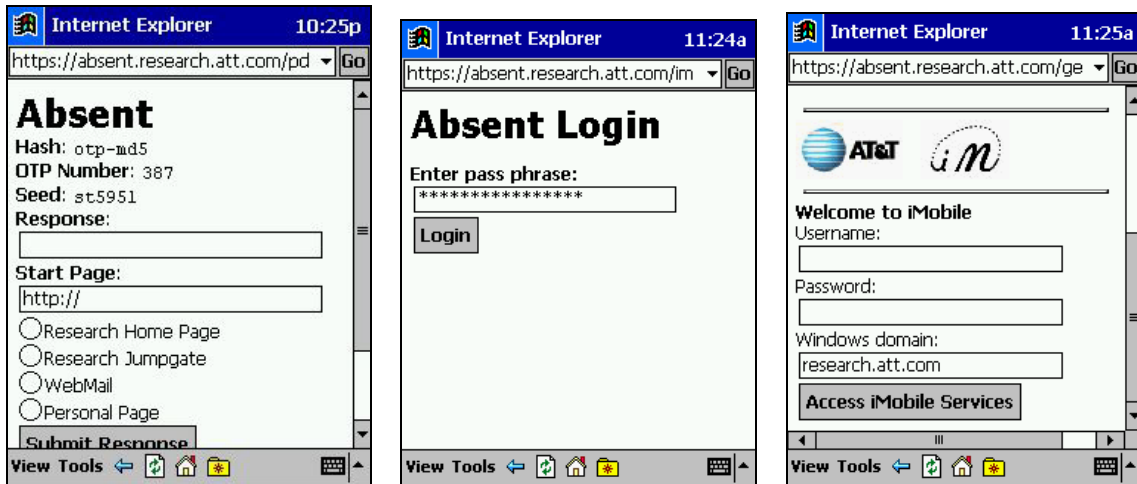 Internet Explorer 10:25p
https://absent.research.att.com/pd Go
Absent
Hash: otp-md5
OTP Number: 387
Seed: st5951
Response:
Start Page:
http://
Research Home Page
Research Jumpgate
WebMail
Personal Page
Submit Response
View Tools
Internet Explorer 11:24a
https://absent.research.att.com/im Go
Absent Login
Enter pass phrase:
****************
Login
View Tools
Internet Explorer 11:25a
https://absent.research.att.com/ge Go
AT&T iM
Welcome to iMobile
Username:
Password:
Windows domain:
research.att.com
Access iMobile Services
View Tools